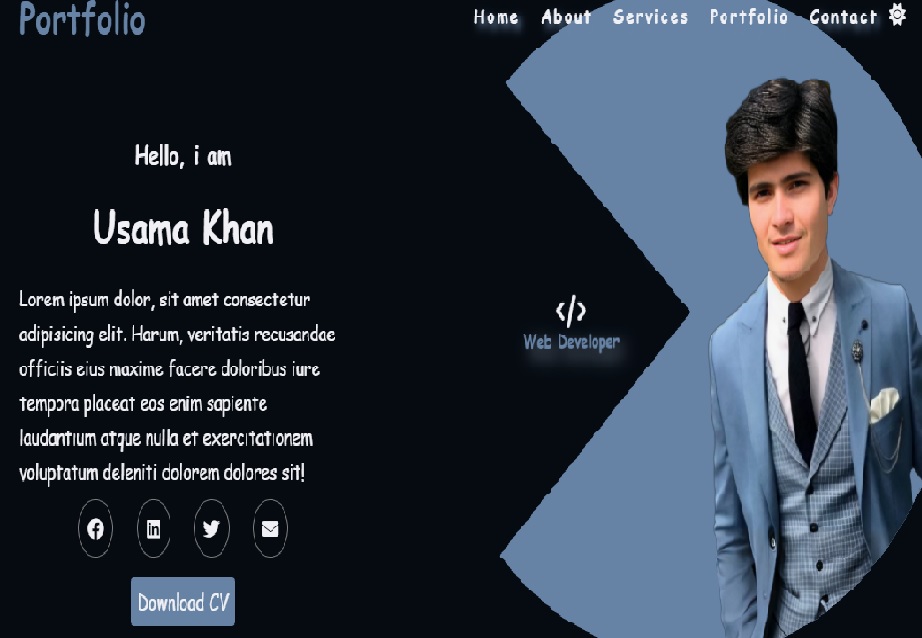 Portfolio
Home About Services Portfolio Contact
Hello, i am
Usama Khan
Lorem ipsum dolor, sit amet consectetur
adipisicing elit. Harum, veritatis recusandae
officiis eius maxime facere doloribus iure
tempora placeat eos enim sapiente
laudantium atque nulla et exercitationem
voluptatum deleniti dolorem dolores sit!
</>
Web Developer
Download CV